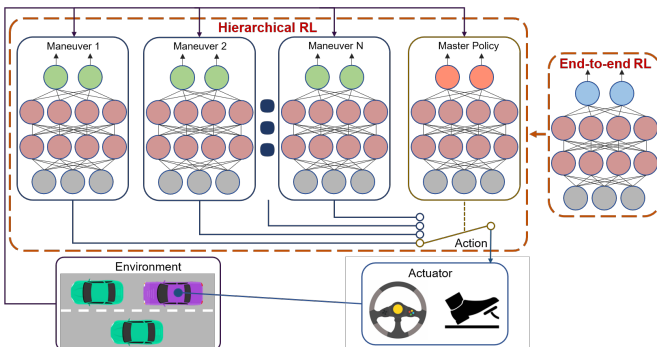 Hierarchical RL
Maneuver 1
Maneuver 2
Maneuver N
Master Policy
End-to-end RL
Action
Environment
Actuator